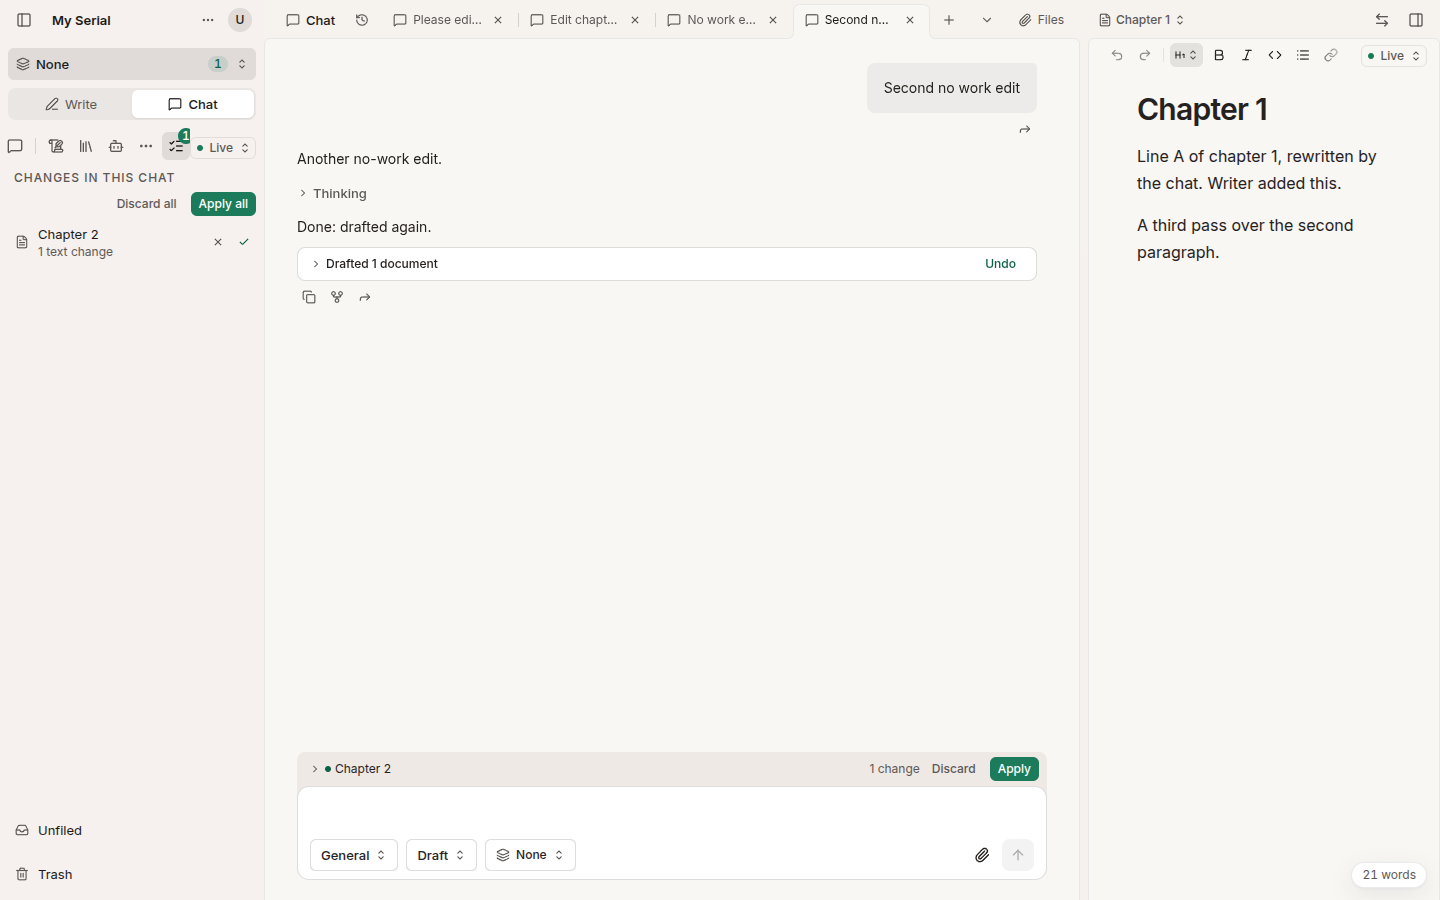 My Serial
U
None
1
Write
Chat
1
Live
CHANGES IN THIS CHAT
Discard all
Apply all
Chapter 2
1 text change
Unfiled
Trash
Chat
Please edi...
Edit chapt...
No work e...
Second n...
Files
Second no work edit
Another no-work edit.
Thinking
Done: drafted again.
Drafted 1 document
Undo
Chapter 2
1 change
Discard
Apply
General
Draft
None
Chapter 1
H1
B
I
Live
Chapter 1
Line A of chapter 1, rewritten by
the chat. Writer added this.
A third pass over the second
paragraph.
21 words